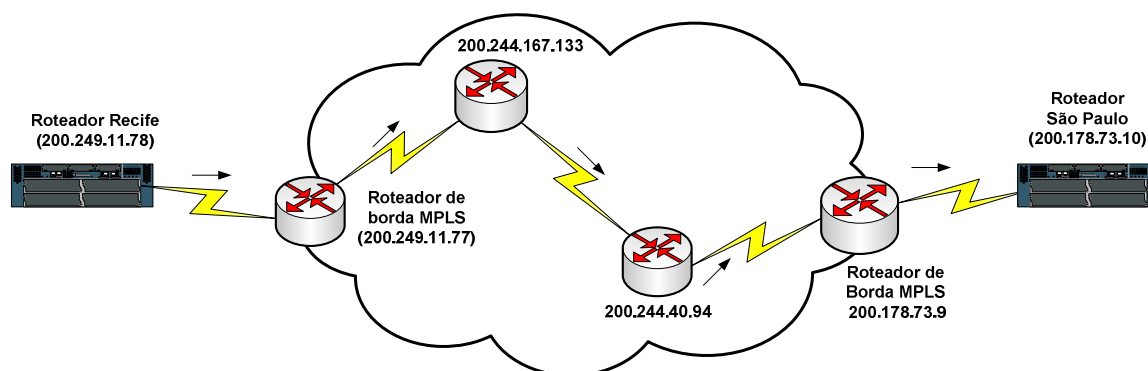 200.244.167.133
Roteador Recife
(200.249.11.78)
Roteador de
borda MPLS
(200.249.11.77)
200.244.40.94
Roteador de
Borda MPLS
200.178.73.9
Roteador
São Paulo
(200.178.73.10)